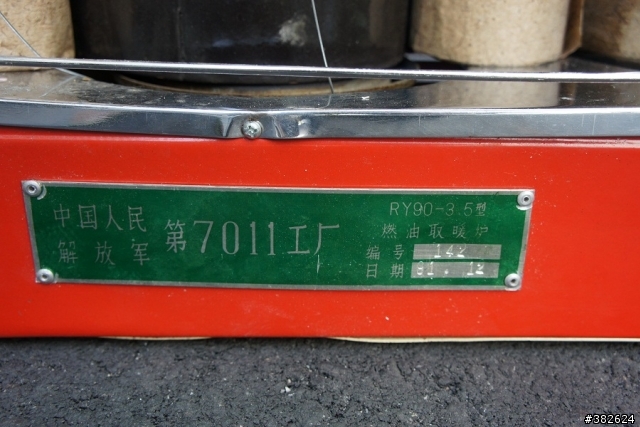 中国人民
解放军
第7011工厂
RY90-3.5型
燃油取暖炉
编号 142
日期 81.12
#382624